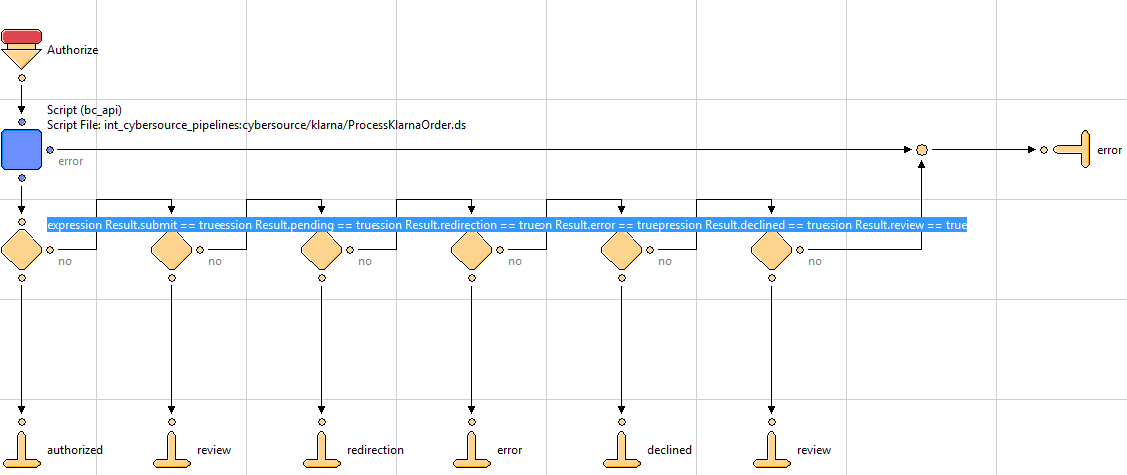 Authorize
Script (bc_api)
Script File: int_cybersource_pipelines:cybersource/klarna/ProcessKlarnaOrder.ds
error
error
expression Result.submit == trueession Result.pending == truession Result.redirection == trueon Result.error == truepression Result.declined == truession Result.review == true
no no no no no no
authorized review redirection error declined review